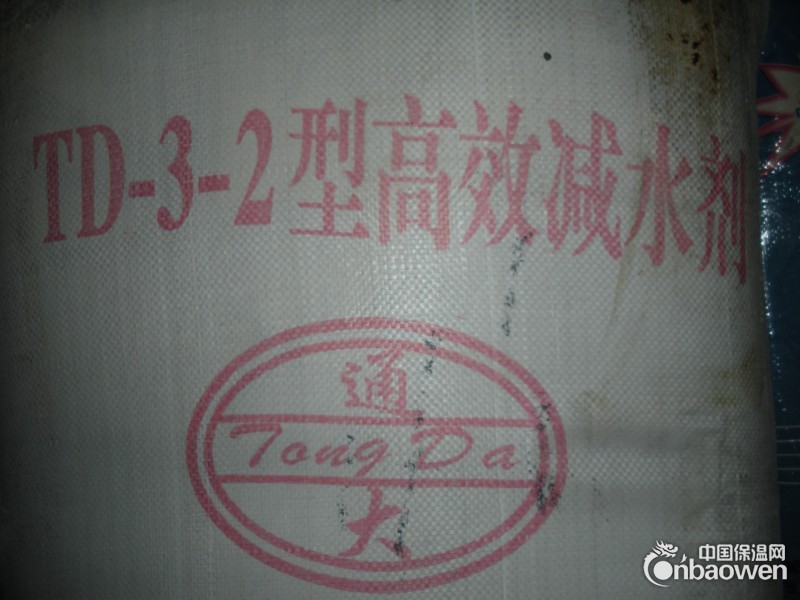 TD-3-2型高效减水剂
通
Tong Da
大
中国保温网
Cnbaowen